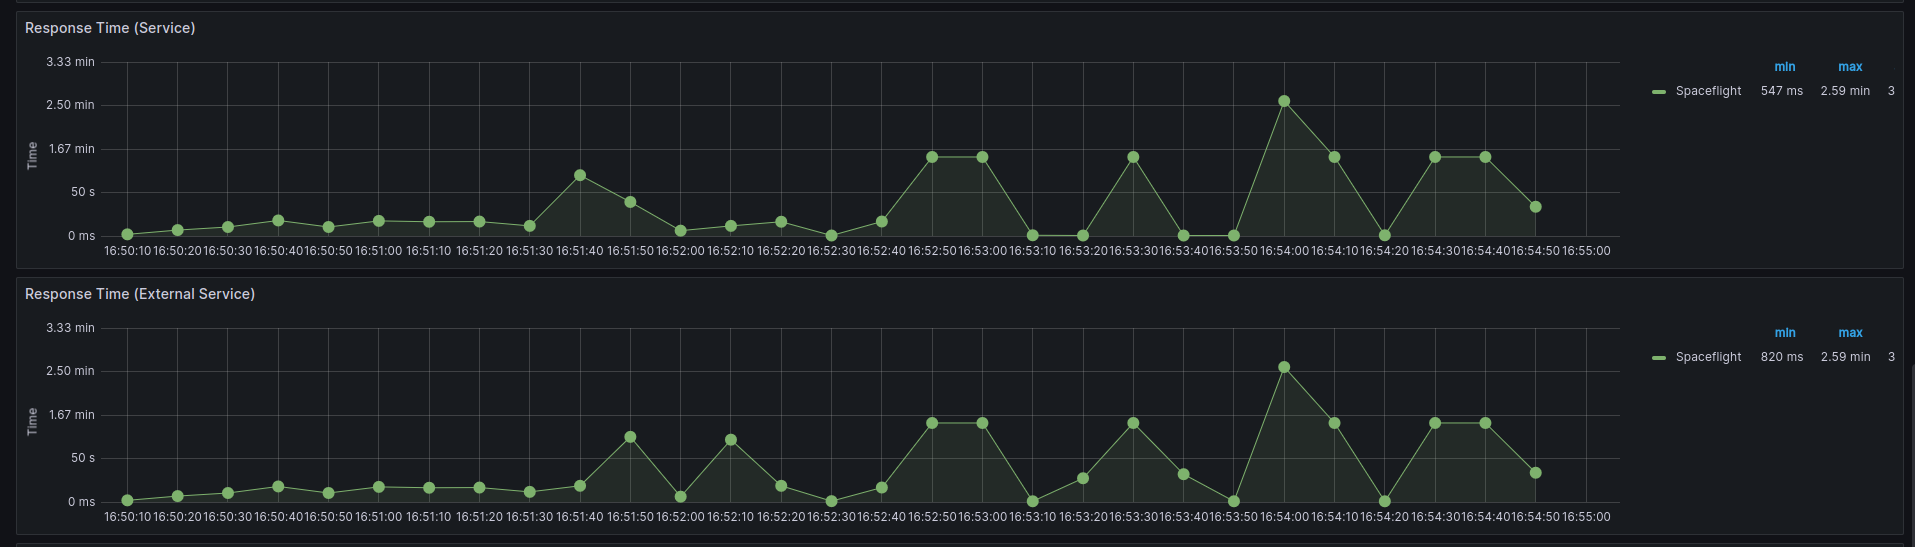 Response Time (Service)
3.33 min
2.50 min
1.67 min
50 s
0 ms
Time
16:50:10 16:50:20 16:50:30 16:50:40 16:50:50 16:51:00 16:51:10 16:51:20 16:51:30 16:51:40 16:51:50 16:52:00 16:52:10 16:52:20 16:52:30 16:52:40 16:52:50 16:53:00 16:53:10 16:53:20 16:53:30 16:53:40 16:53:50 16:54:00 16:54:10 16:54:20 16:54:30 16:54:40 16:54:50 16:55:00
min max
Spaceflight 547 ms 2.59 min 3
Response Time (External Service)
3.33 min
2.50 min
1.67 min
50 s
0 ms
Time
16:50:10 16:50:20 16:50:30 16:50:40 16:50:50 16:51:00 16:51:10 16:51:20 16:51:30 16:51:40 16:51:50 16:52:00 16:52:10 16:52:20 16:52:30 16:52:40 16:52:50 16:53:00 16:53:10 16:53:20 16:53:30 16:53:40 16:53:50 16:54:00 16:54:10 16:54:20 16:54:30 16:54:40 16:54:50 16:55:00
min max
Spaceflight 820 ms 2.59 min 3